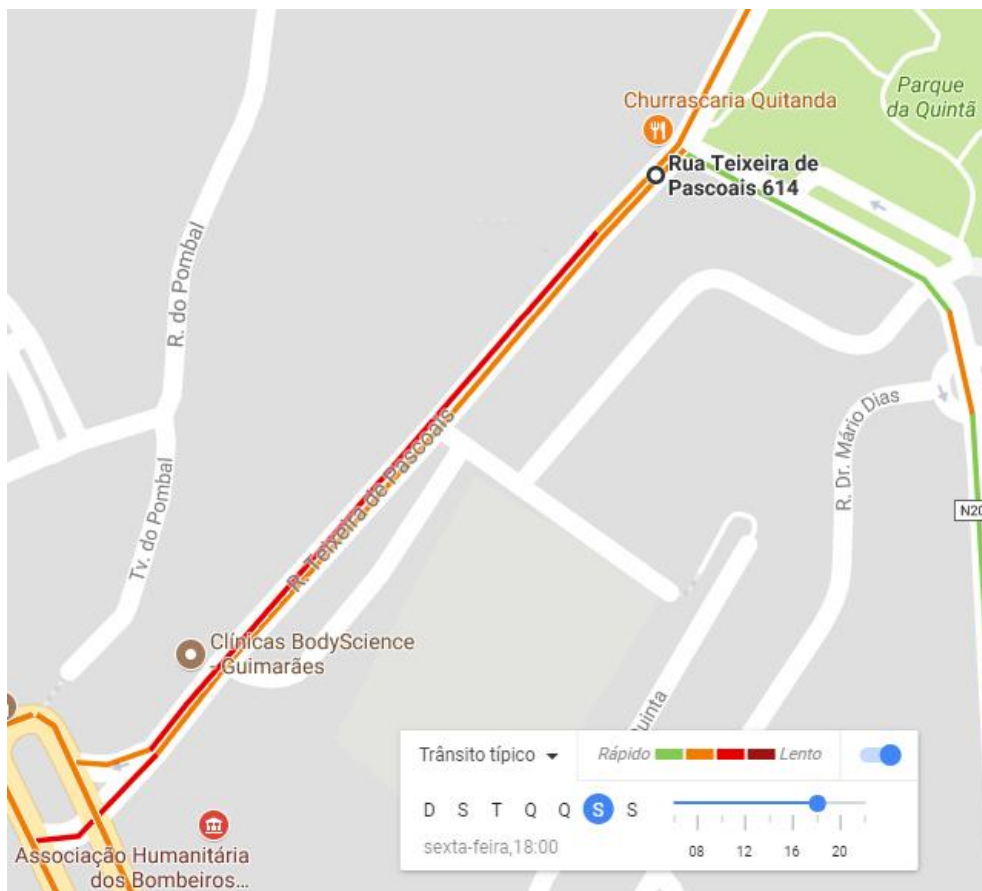 Churrascaria Quitanda
Parque
da Quintã
Rua Teixeira de
Pascoais 614
R. do Pombal
R. Dr. Mário Dias
R. Teixeira de Pascoais
Tv. do Pombal
N20
Clínicas BodyScience
- Guimarães
Quinta
Associação Humanitária
dos Bombeiros...
Trânsito típico
Rápido
Lento
D S T Q Q S S
sexta-feira,18:00
08 12 16 20